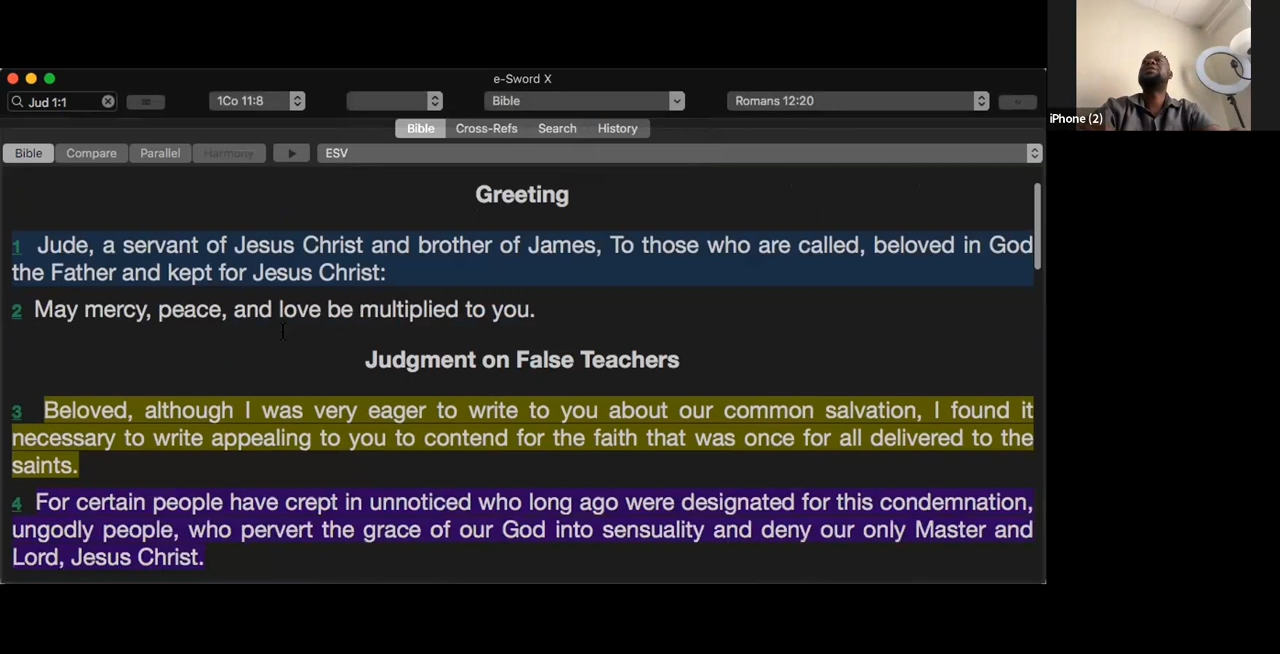 e-Sword X
Jud 1:1
1Co 11:8
Bible
Romans 12:20
iPhone (2)
Bible
Cross-Refs
Search
History
Bible
Compare
Parallel
Harmony
ESV
Greeting
1 Jude, a servant of Jesus Christ and brother of James, To those who are called, beloved in God
the Father and kept for Jesus Christ:
2 May mercy, peace, and love be multiplied to you.
Judgment on False Teachers
3 Beloved, although I was very eager to write to you about our common salvation, I found it
necessary to write appealing to you to contend for the faith that was once for all delivered to the
saints.
4 For certain people have crept in unnoticed who long ago were designated for this condemnation,
ungodly people, who pervert the grace of our God into sensuality and deny our only Master and
Lord, Jesus Christ.